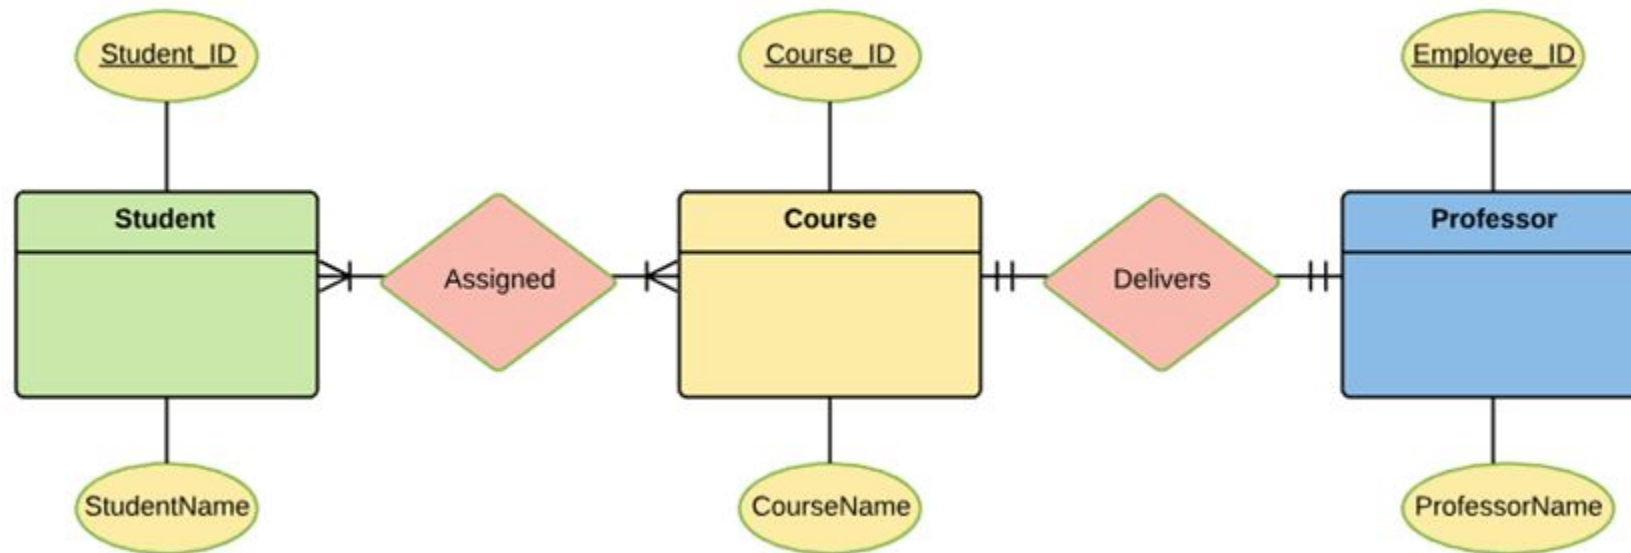 Student_ID
Course_ID
Employee_ID
Student
Course
Professor
Assigned
Delivers
StudentName
CourseName
ProfessorName